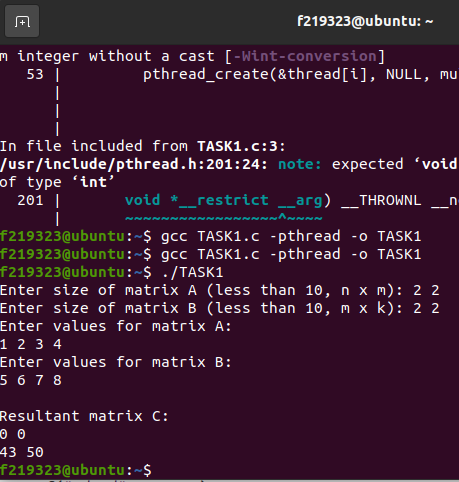 f219323@ubuntu: ~
m integer without a cast [-Wint-conversion]
53 | pthread_create(&thread[i], NULL, mu
|
|
|
In file included from TASK1.c:3:
/usr/include/pthread.h:201:24: note: expected ‘void
of type ‘int’
201 | void *__restrict __arg) __THROWNL __n
| ~~~~~~~~~~~~~~~~~^~~~~
f219323@ubuntu:~$ gcc TASK1.c -pthread -o TASK1
f219323@ubuntu:~$ gcc TASK1.c -pthread -o TASK1
f219323@ubuntu:~$ ./TASK1
Enter size of matrix A (less than 10, n x m): 2 2
Enter size of matrix B (less than 10, m x k): 2 2
Enter values for matrix A:
1 2 3 4
Enter values for matrix B:
5 6 7 8
Resultant matrix C:
0 0
43 50
f219323@ubuntu:~$